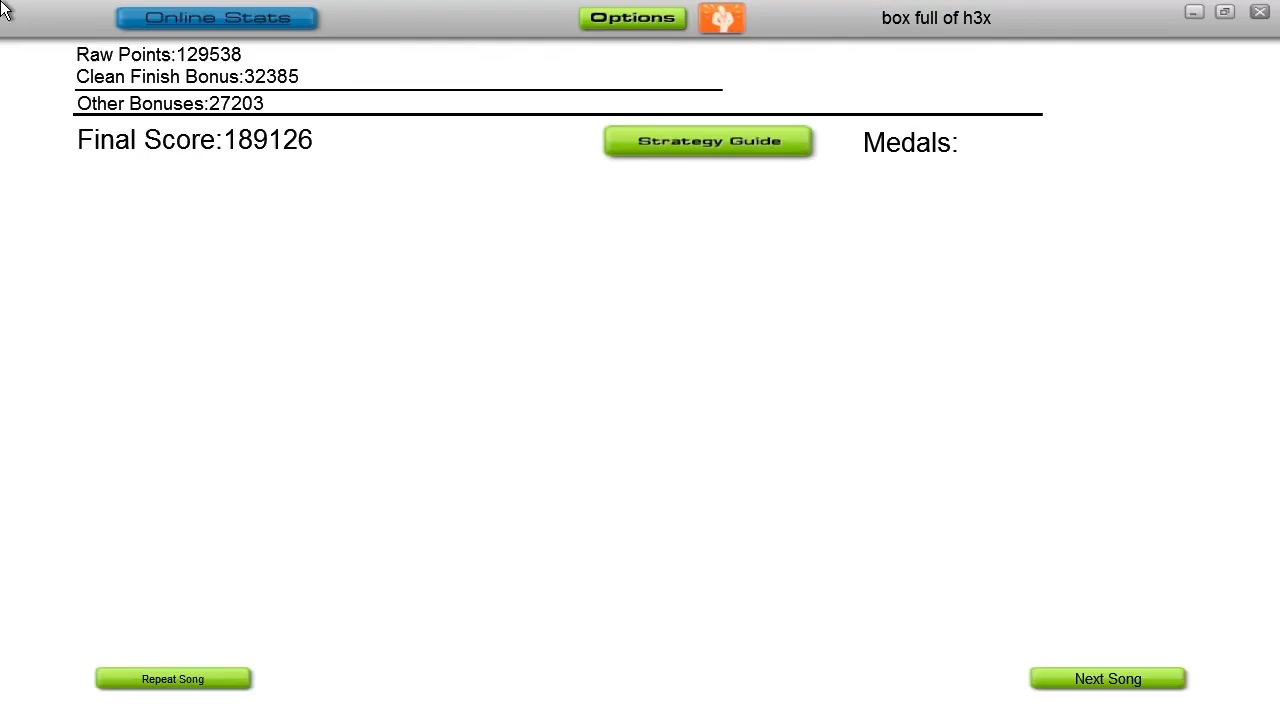 Online Stats
Options
box full of h3x
Raw Points:129538
Clean Finish Bonus:32385
Other Bonuses:27203
Final Score:189126
Strategy Guide
Medals:
Repeat Song
Next Song